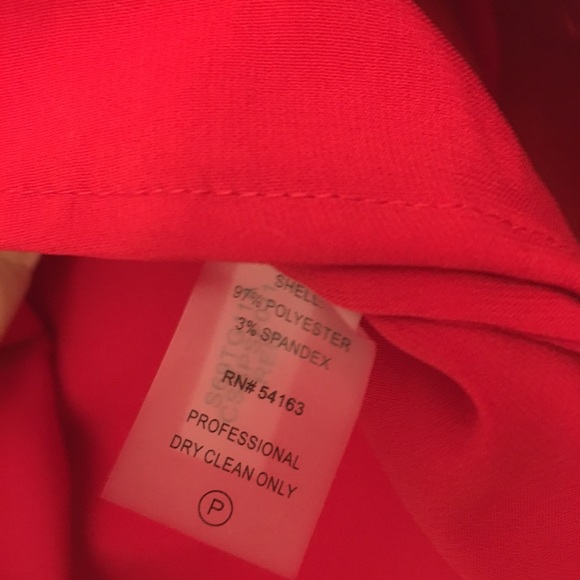 SHELL:
97% POLYESTER
3% SPANDEX
RN# 54163
PROFESSIONAL
DRY CLEAN ONLY
P